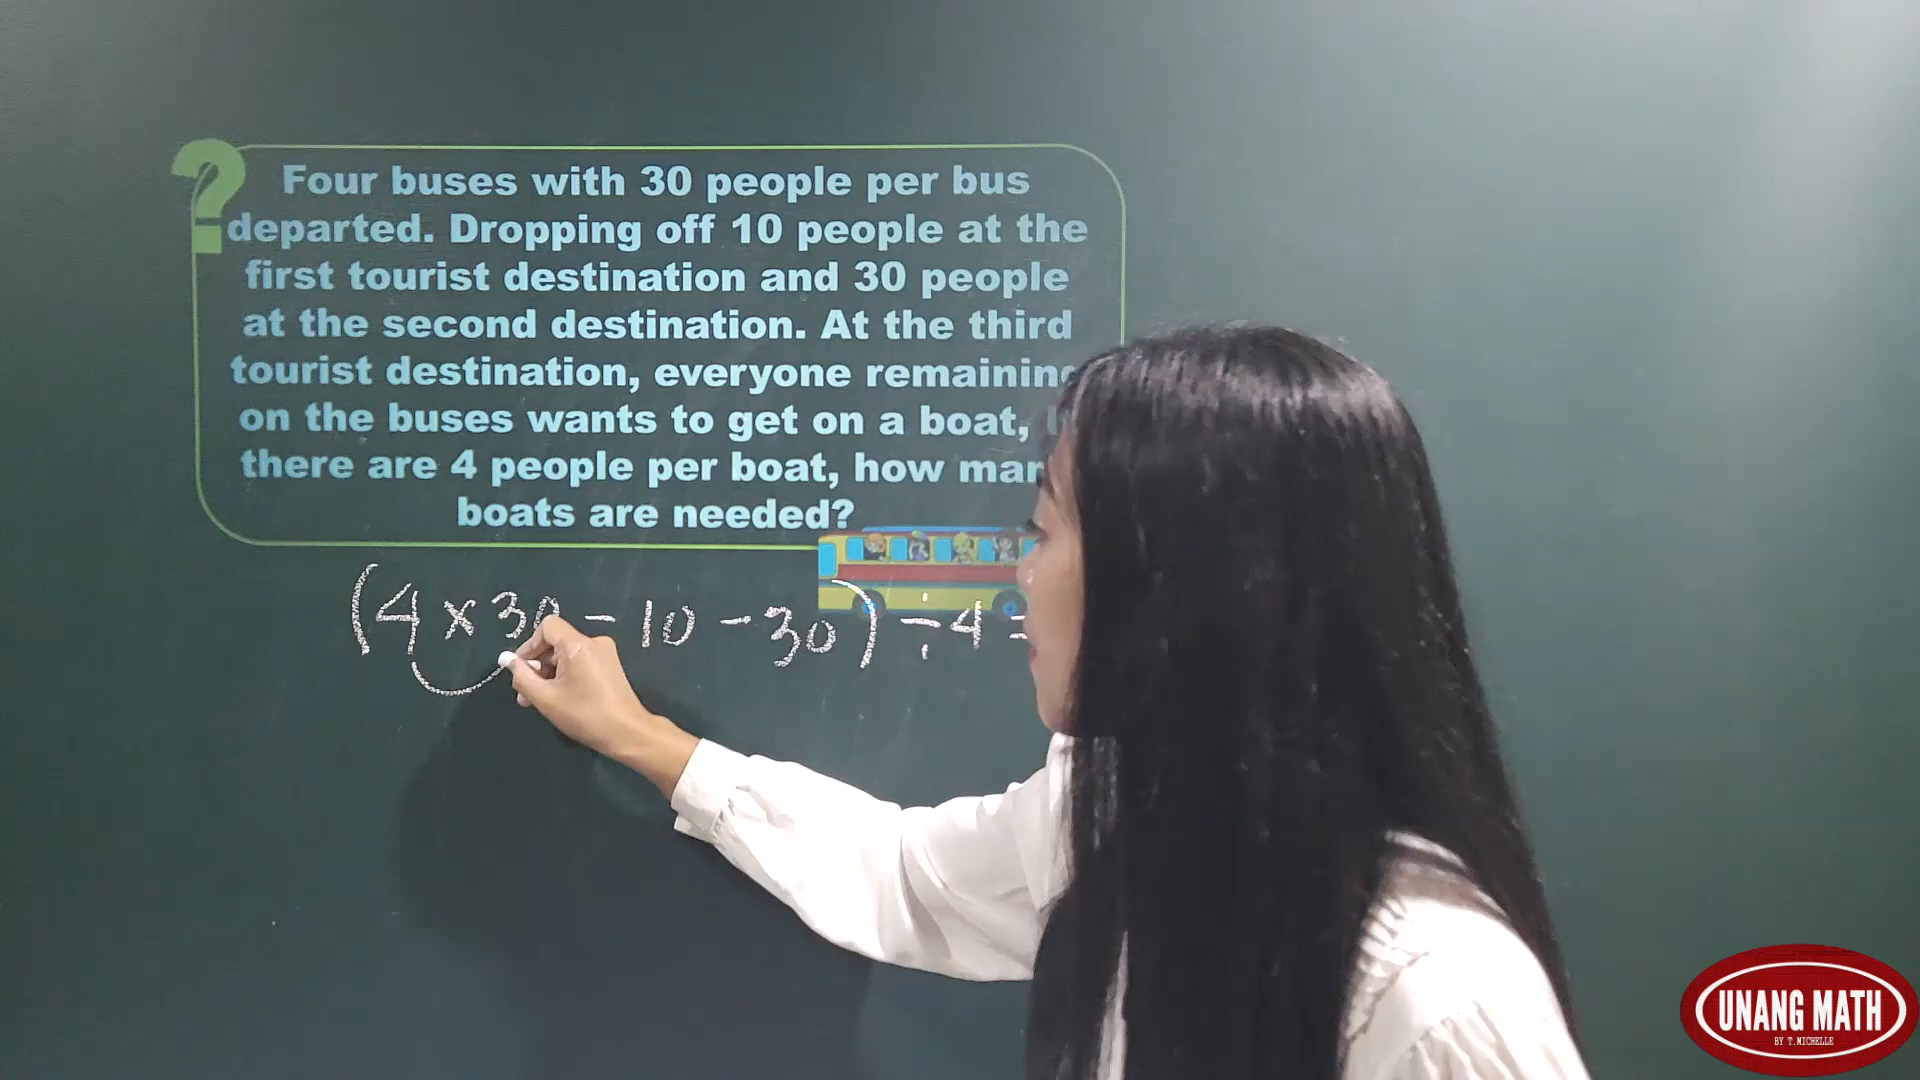 ?
Four buses with 30 people per bus
departed. Dropping off 10 people at the
first tourist destination and 30 people
at the second destination. At the third
tourist destination, everyone
on the buses wants to get on a boat,
there are 4 people per boat, how
boats are needed?
(4 × 30 - 10 - 30) ÷ 4 =
UNANG MATH
BY T.MICHELLE